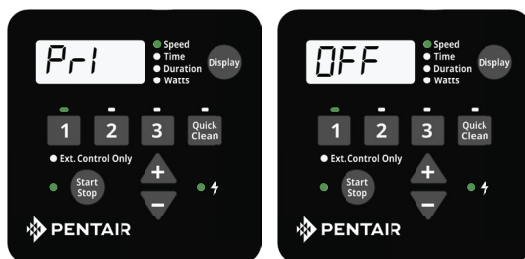 Pri
Speed
Time
Duration
Watts
Display
1
2
3
Quick Clean
Ext. Control Only
Start Stop
+
−
PENTAIR
OFF
Speed
Time
Duration
Watts
Display
1
2
3
Quick Clean
Ext. Control Only
Start Stop
+
−
PENTAIR